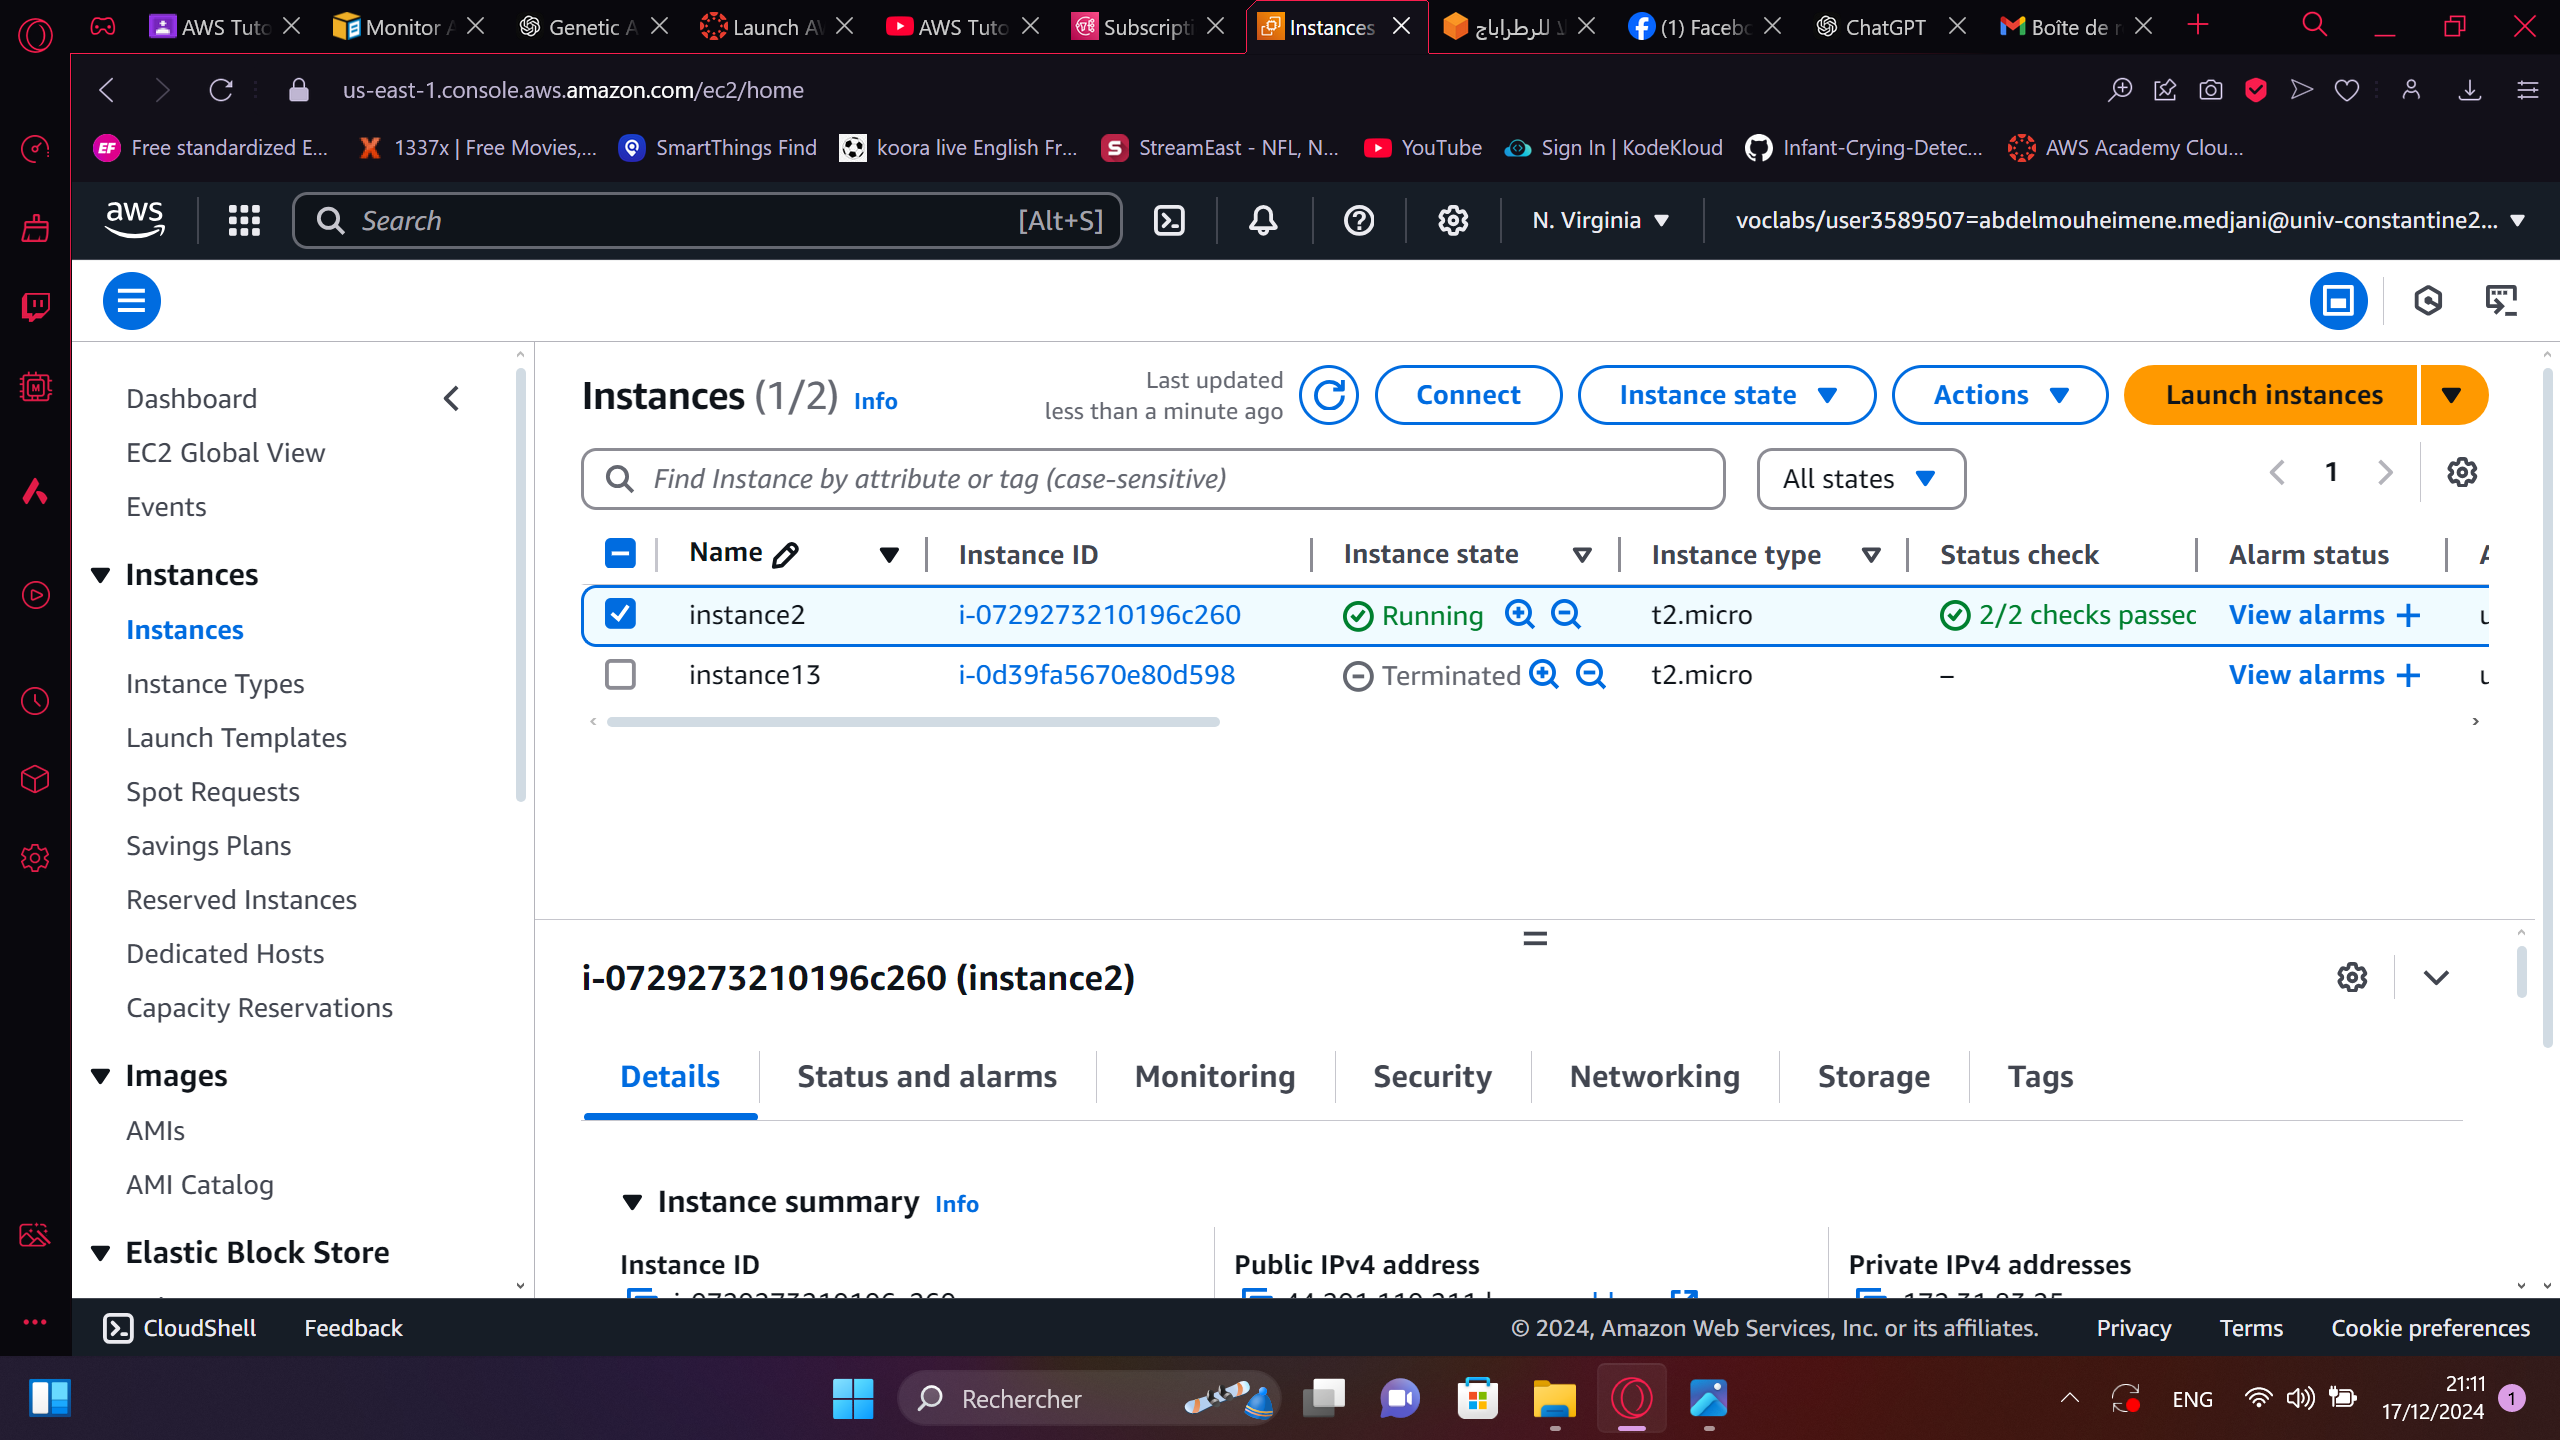 AWS Tuto
Monitor A
Genetic A
Launch AW
AWS Tuto
Subscripti
Instances
(1) Facebo
ChatGPT
Boîte de r
us-east-1.console.aws.amazon.com/ec2/home
EF Free standardized E...
1337x | Free Movies,...
SmartThings Find
koora live English Fr...
StreamEast - NFL, N...
YouTube
Sign In | KodeKloud
Infant-Crying-Detec...
AWS Academy Clou...
aws
Search [Alt+S]
N. Virginia
voclabs/user3589507=abdelmouheimene.medjani@univ-constantine2...
Dashboard
EC2 Global View
Events
Instances
Instances
Instance Types
Launch Templates
Spot Requests
Savings Plans
Reserved Instances
Dedicated Hosts
Capacity Reservations
Images
AMIs
AMI Catalog
Elastic Block Store
Instances (1/2) Info
Last updated
less than a minute ago
Connect
Instance state
Actions
Launch instances
Find Instance by attribute or tag (case-sensitive)
All states
1
Name Instance ID Instance state Instance type Status check Alarm status
instance2 i-0729273210196c260 Running t2.micro 2/2 checks passed View alarms +
instance13 i-0d39fa5670e80d598 Terminated t2.micro – View alarms +
i-0729273210196c260 (instance2)
Details
Status and alarms
Monitoring
Security
Networking
Storage
Tags
Instance summary Info
Instance ID
Public IPv4 address
Private IPv4 addresses
CloudShell
Feedback
© 2024, Amazon Web Services, Inc. or its affiliates.
Privacy
Terms
Cookie preferences
Rechercher
ENG
21:11
17/12/2024
1